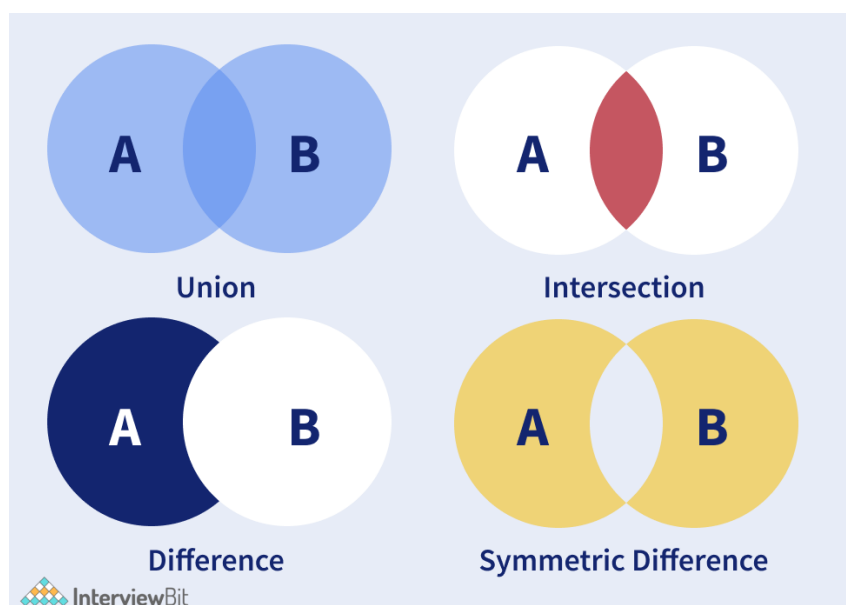 A B
A B
Union
Intersection
A B
A B
Difference
Symmetric Difference
InterviewBit